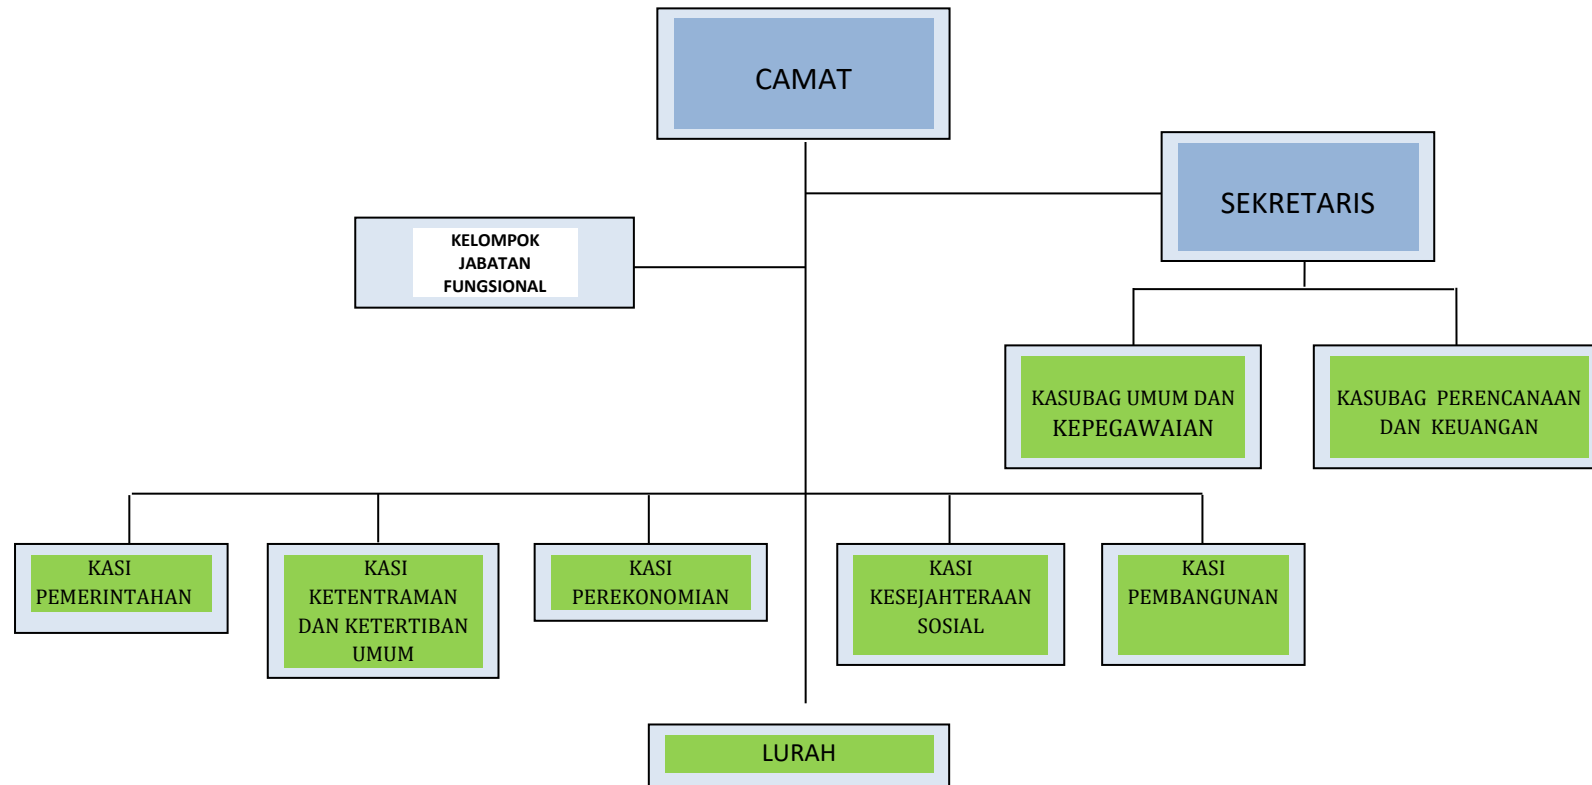 CAMAT
SEKRETARIS
KELOMPOK
JABATAN
FUNGSIONAL
KASUBAG UMUM DAN
KEPEGAWAIAN
KASUBAG PERENCANAAN
DAN KEUANGAN
KASI
PEMERINTAHAN
KASI
KETENTRAMAN
DAN KETERTIBAN
UMUM
KASI
PEREKONOMIAN
KASI
KESEJAHTERAAN
SOSIAL
KASI
PEMBANGUNAN
LURAH